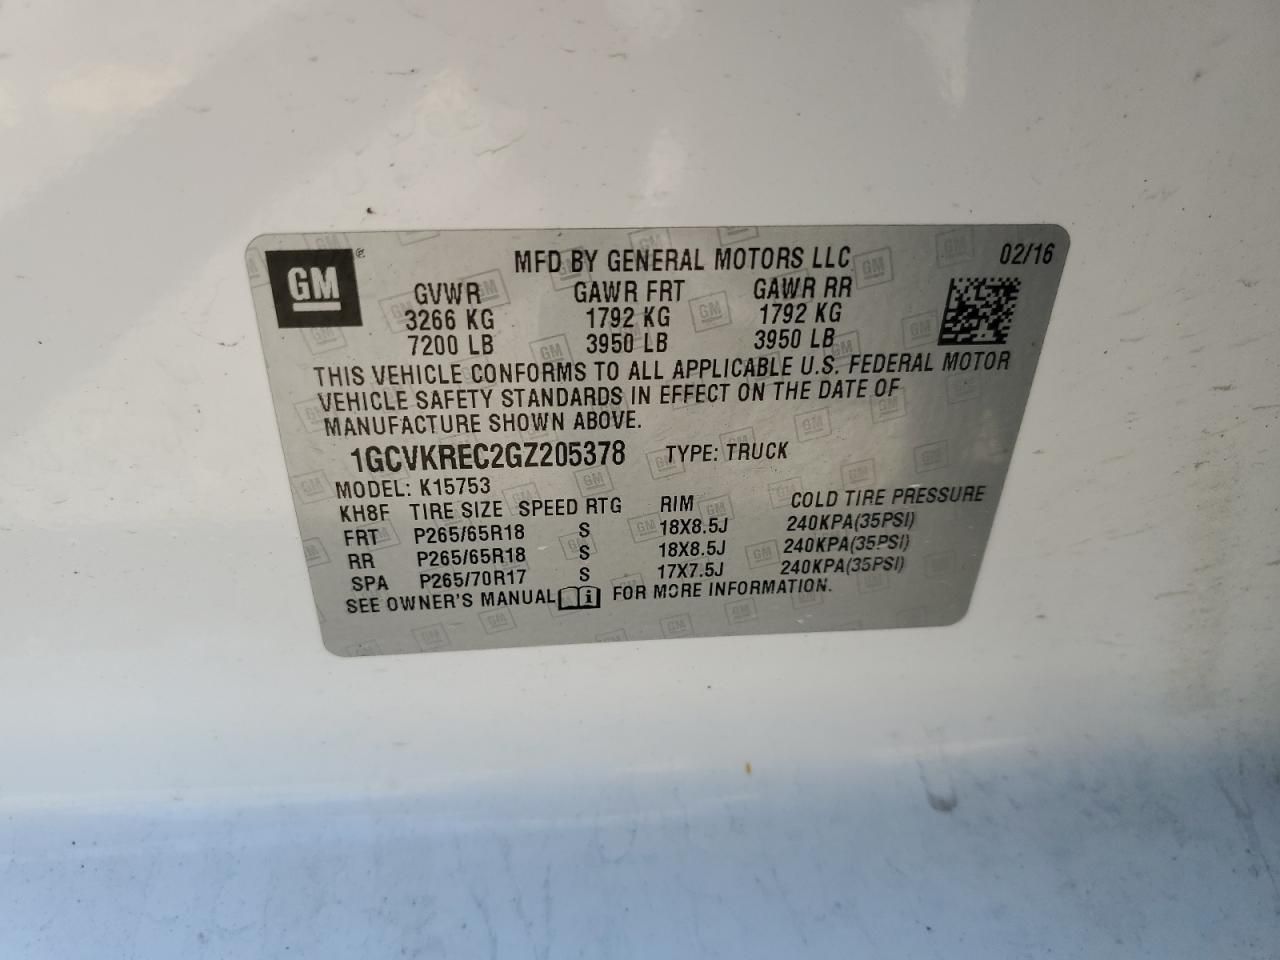 GM ®
MFD BY GENERAL MOTORS LLC 02/16
GVWR GAWR FRT GAWR RR
3266 KG 1792 KG 1792 KG
7200 LB 3950 LB 3950 LB
THIS VEHICLE CONFORMS TO ALL APPLICABLE U.S. FEDERAL MOTOR
VEHICLE SAFETY STANDARDS IN EFFECT ON THE DATE OF
MANUFACTURE SHOWN ABOVE.
1GCVKREC2GZ205378 TYPE: TRUCK
MODEL: K15753
KH8F TIRE SIZE SPEED RTG RIM COLD TIRE PRESSURE
FRT P265/65R18 S 18X8.5J 240KPA(35PSI)
RR P265/65R18 S 18X8.5J 240KPA(35PSI)
SPA P265/70R17 S 17X7.5J 240KPA(35PSI)
SEE OWNER'S MANUAL i FOR MORE INFORMATION.